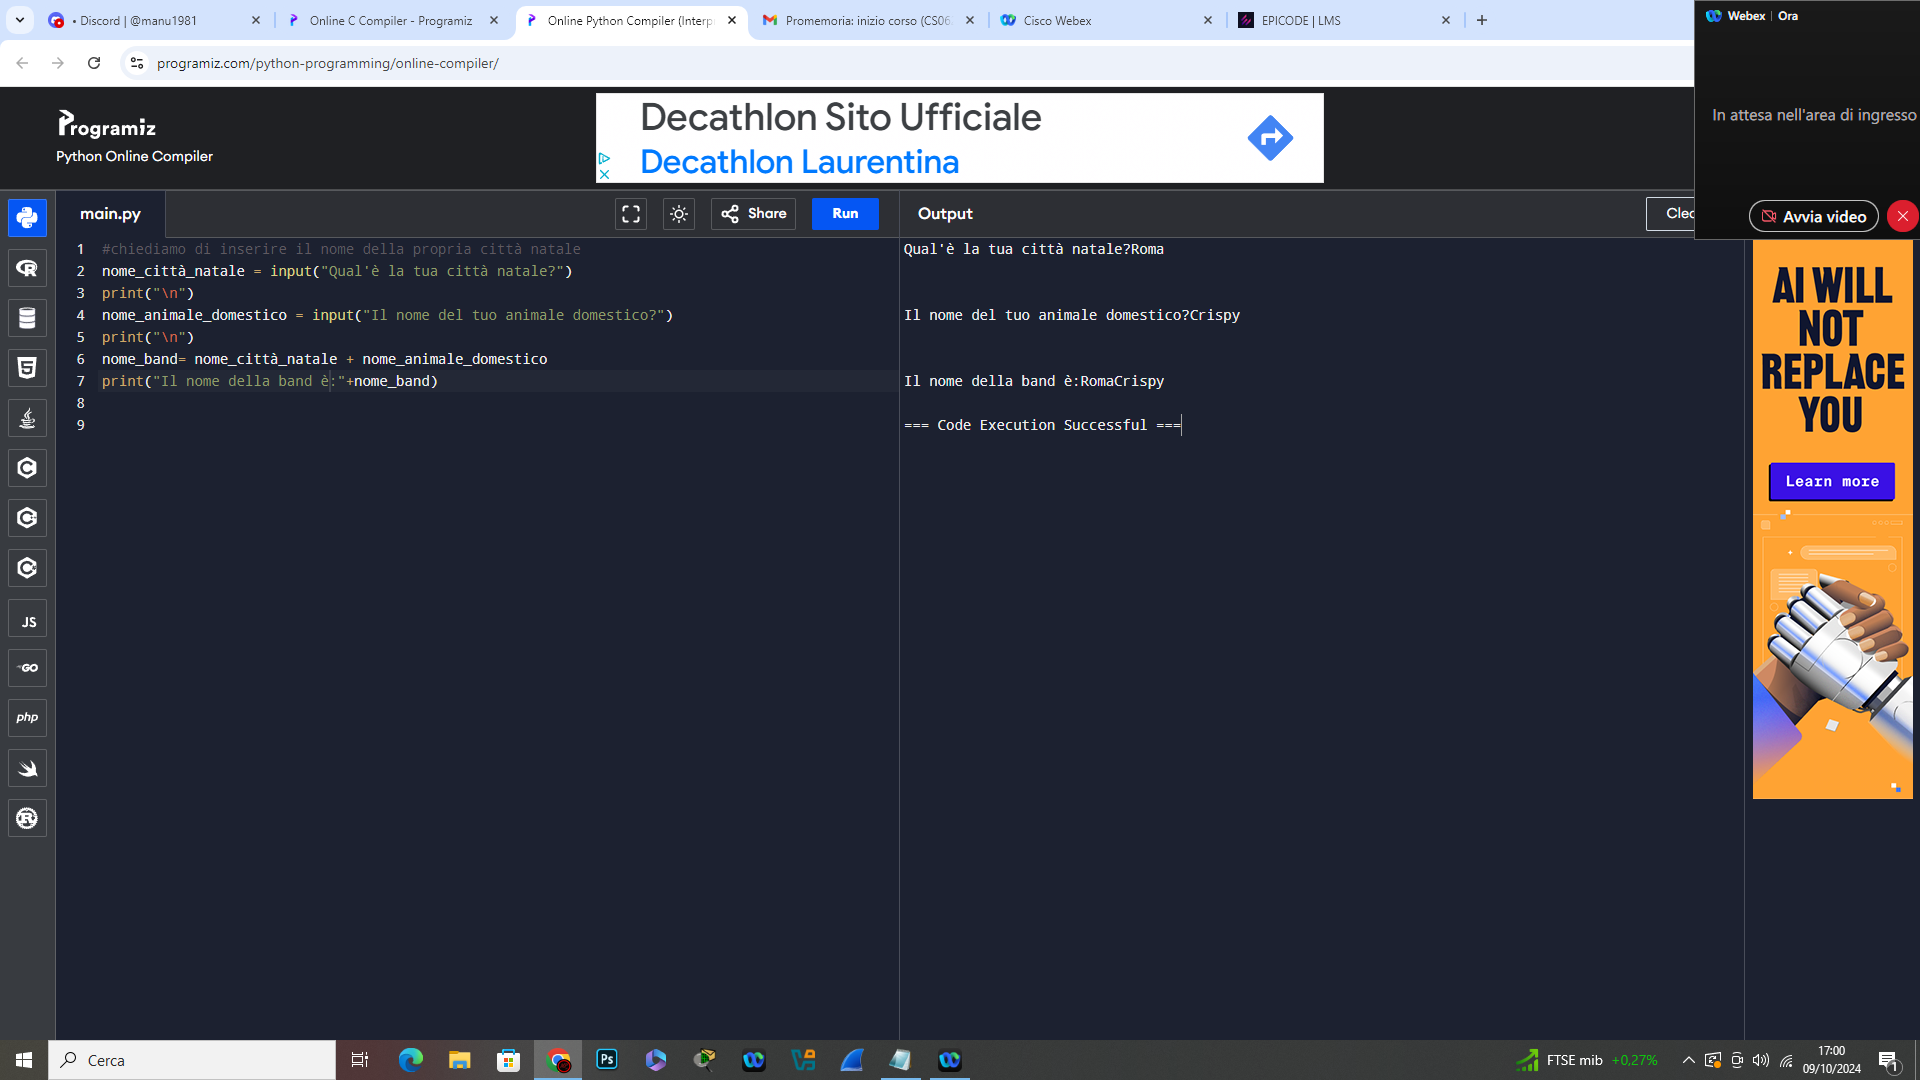 • Discord | @manu1981
Online C Compiler - Programiz
Online Python Compiler (Interp
Promemoria: inizio corso (CS06
Cisco Webex
EPICODE | LMS
Webex | Ora
programiz.com/python-programming/online-compiler/
In attesa nell'area di ingresso
Avvia video
Programiz
Python Online Compiler
Decathlon Sito Ufficiale
Decathlon Laurentina
main.py
Share
Run
Output
Clea
1 #chiediamo di inserire il nome della propria città natale
2 nome_città_natale = input("Qual'è la tua città natale?")
3 print("\n")
4 nome_animale_domestico = input("Il nome del tuo animale domestico?")
5 print("\n")
6 nome_band= nome_città_natale + nome_animale_domestico
7 print("Il nome della band è:"+nome_band)
8
9
Qual'è la tua città natale?Roma
Il nome del tuo animale domestico?Crispy
Il nome della band è:RomaCrispy
=== Code Execution Successful ===
AI WILL
NOT
REPLACE
YOU
Learn more
JS
GO
php
Cerca
Ps
FTSE mib +0,27%
17:00
09/10/2024
1